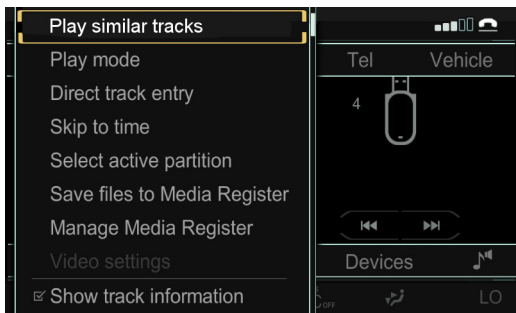 Play similar tracks
Play mode
Tel
Vehicle
Direct track entry
4
Skip to time
Select active partition
Save files to Media Register
Manage Media Register
Video settings
Devices
Show track information
OFF
LO